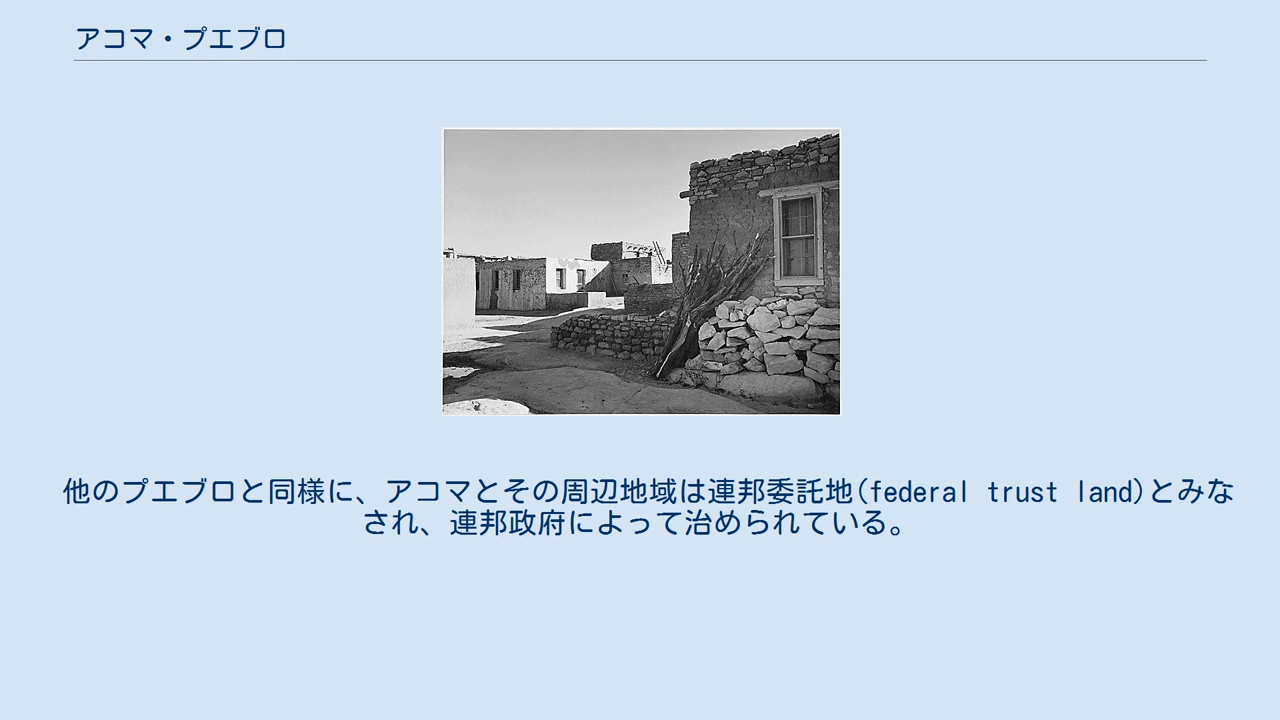 アコマ・プエブロ
他のプエブロと同様に、アコマとその周辺地域は連邦委託地(federal trust land)とみな
され、連邦政府によって治められている。